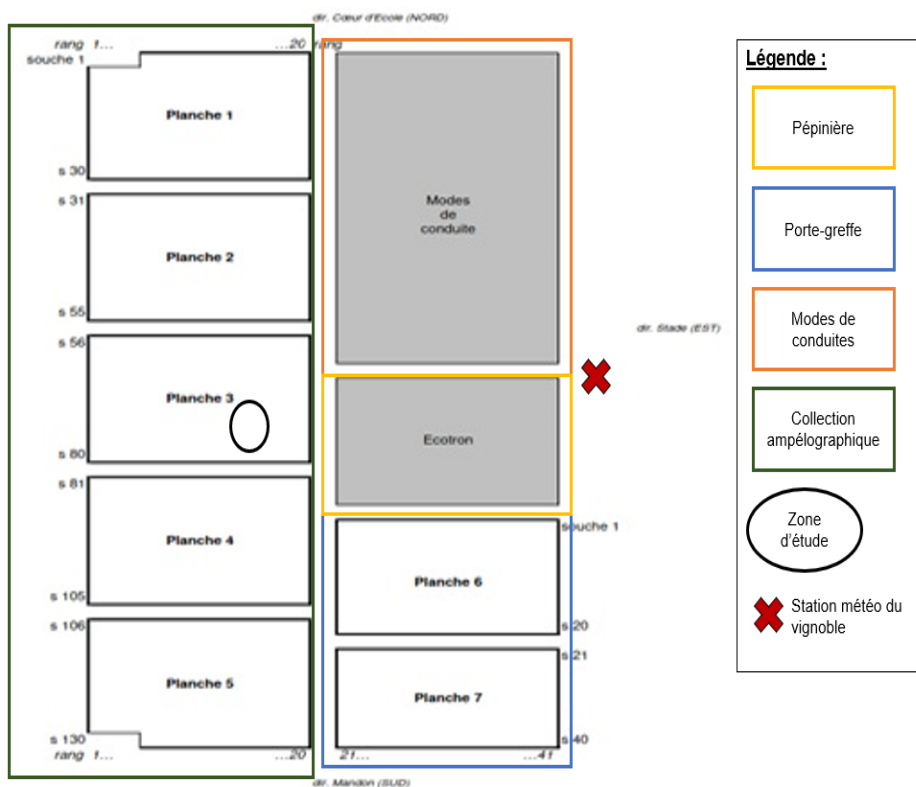 dir. Cœur d'Ecole (NORD)
rang 1... ...20 rang
souche 1
Planche 1
s 30
s 31
Planche 2
s 55
s 56
Planche 3
s 80
s 81
Planche 4
s 105
s 106
Planche 5
s 130
rang 1... ...20
Modes
de
conduite
dir. Stade (EST)
Ecotron
souche 1
Planche 6
s 20
s 21
Planche 7
s 40
21... ...41
dir. Mandon (SUD)
Légende :
Pépinière
Porte-greffe
Modes de
conduites
Collection
ampélographique
Zone
d'étude
Station météo du
vignoble